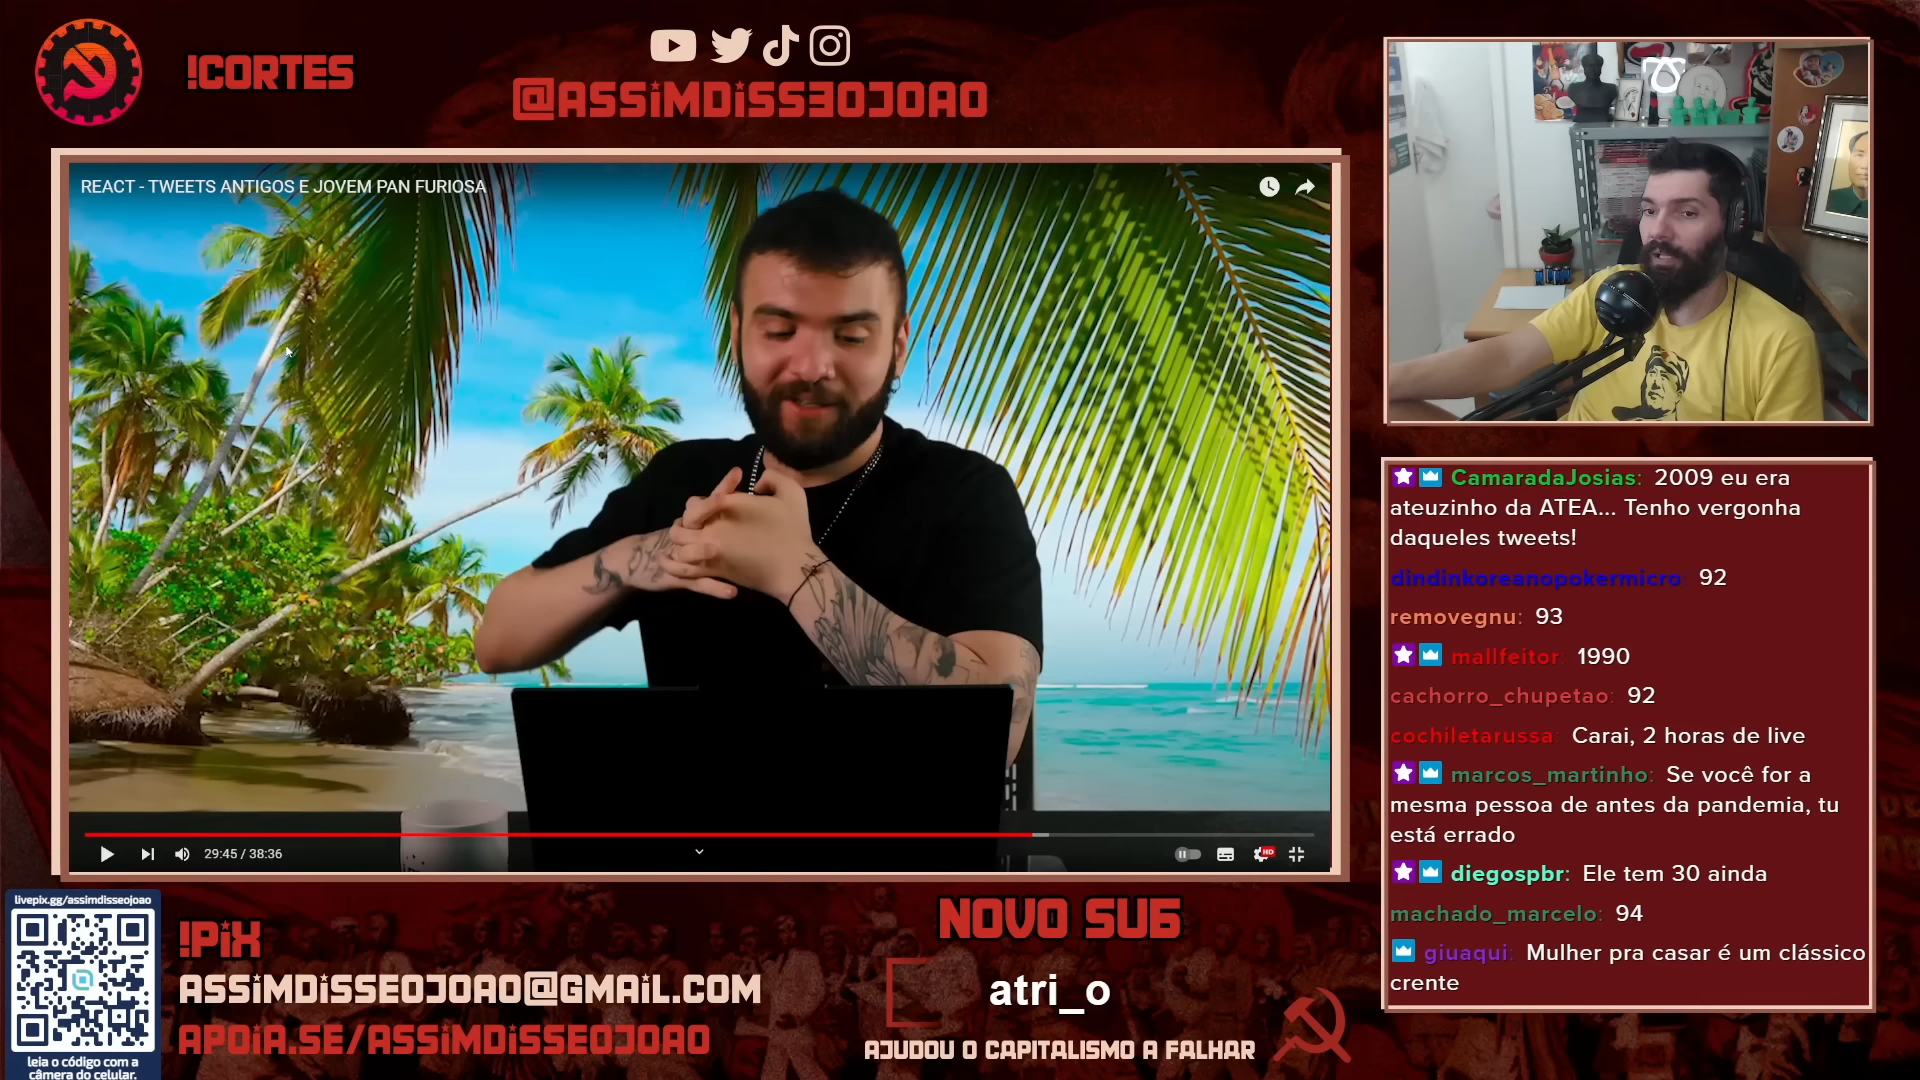 !CORTES
@ASSIMDISSEOJOAO
REACT - TWEETS ANTIGOS E JOVEM PAN FURIOSA
29:45 / 38:36
HD
CamaradaJosias: 2009 eu era
ateuzinho da ATEA... Tenho vergonha
daqueles tweets!
dindinkoreanopokermicro: 92
removegnu: 93
mallfeitor: 1990
cachorro_chupetao: 92
cochiletarussa: Carai, 2 horas de live
marcos_martinho: Se você for a
mesma pessoa de antes da pandemia, tu
está errado
diegospbr: Ele tem 30 ainda
machado_marcelo: 94
giuaqui: Mulher pra casar é um clássico
crente
livepix.gg/assimdisseojoao
leia o código com a
câmera do celular.
!PIX
ASSIMDISSEOJOAO@GMAIL.COM
APOIA.SE/ASSIMDISSEOJOAO
NOVO SUB
atri_o
AJUDOU O CAPITALISMO A FALHAR